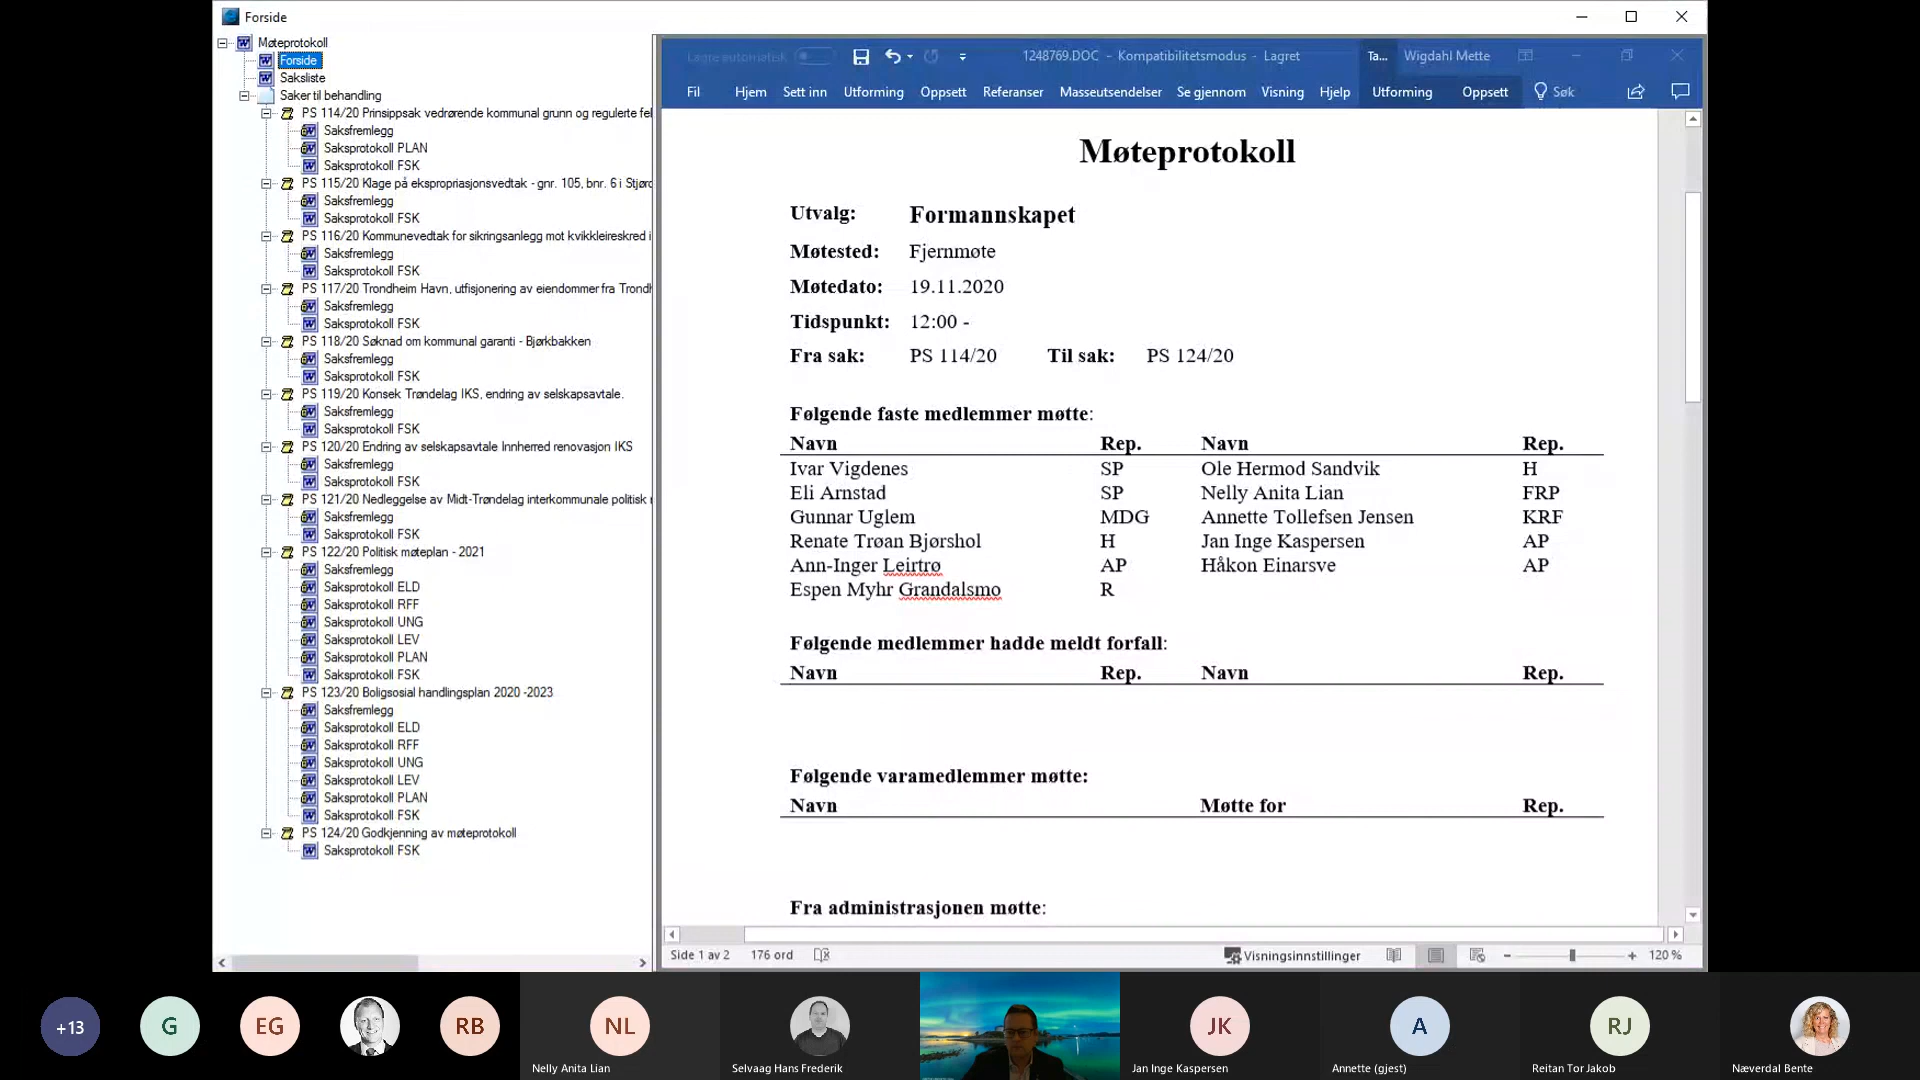 Forside
Møteprotokoll
Forside
Saksliste
Saker til behandling
PS 114/20 Prinsippsak vedrørende kommunal grunn og regulerte fel
Saksfremlegg
Saksprotokoll PLAN
Saksprotokoll FSK
PS 115/20 Klage på ekspropriasjonsvedtak - gnr. 105, bnr. 6 i Stjørd
Saksfremlegg
Saksprotokoll FSK
PS 116/20 Kommunevedtak for sikringsanlegg mot kvikkleireskred i
Saksfremlegg
Saksprotokoll FSK
PS 117/20 Trondheim Havn, utfisjonering av eiendommer fra Trondh
Saksfremlegg
Saksprotokoll FSK
PS 118/20 Søknad om kommunal garanti - Bjørkbakken
Saksfremlegg
Saksprotokoll FSK
PS 119/20 Konsek Trøndelag IKS, endring av selskapsavtale.
Saksfremlegg
Saksprotokoll FSK
PS 120/20 Endring av selskapsavtale Innherred renovasjon IKS
Saksfremlegg
Saksprotokoll FSK
PS 121/20 Nedleggelse av Midt-Trøndelag interkommunale politisk
Saksfremlegg
Saksprotokoll FSK
PS 122/20 Politisk møteplan - 2021
Saksfremlegg
Saksprotokoll ELD
Saksprotokoll RFF
Saksprotokoll UNG
Saksprotokoll LEV
Saksprotokoll PLAN
Saksprotokoll FSK
PS 123/20 Boligsosial handlingsplan 2020 -2023
Saksfremlegg
Saksprotokoll ELD
Saksprotokoll RFF
Saksprotokoll UNG
Saksprotokoll LEV
Saksprotokoll PLAN
Saksprotokoll FSK
PS 124/20 Godkjenning av møteprotokoll
Saksprotokoll FSK
Lagre automatisk 1248769.DOC - Kompatibilitetsmodus - Lagret Ta... Wigdahl Mette
Fil Hjem Sett inn Utforming Oppsett Referanser Masseutsendelser Se gjennom Visning Hjelp Utforming Oppsett Søk
Møteprotokoll
Utvalg: Formannskapet
Møtested: Fjernmøte
Møtedato: 19.11.2020
Tidspunkt: 12:00 -
Fra sak: PS 114/20 Til sak: PS 124/20
Følgende faste medlemmer møtte:
Navn Rep. Navn Rep.
Ivar Vigdenes SP Ole Hermod Sandvik H
Eli Arnstad SP Nelly Anita Lian FRP
Gunnar Uglem MDG Annette Tollefsen Jensen KRF
Renate Trøan Bjørshol H Jan Inge Kaspersen AP
Ann-Inger Leirtrø AP Håkon Einarsve AP
Espen Myhr Grandalsmo R
Følgende medlemmer hadde meldt forfall:
Navn Rep. Navn Rep.
Følgende varamedlemmer møtte:
Navn Møtte for Rep.
Fra administrasjonen møtte:
Side 1 av 2 176 ord Visningsinnstillinger 120 %
+13 G EG RB NL JK A RJ
Nelly Anita Lian Selvaag Hans Frederik Jan Inge Kaspersen Annette (gjest) Reitan Tor Jakob Næverdal Bente